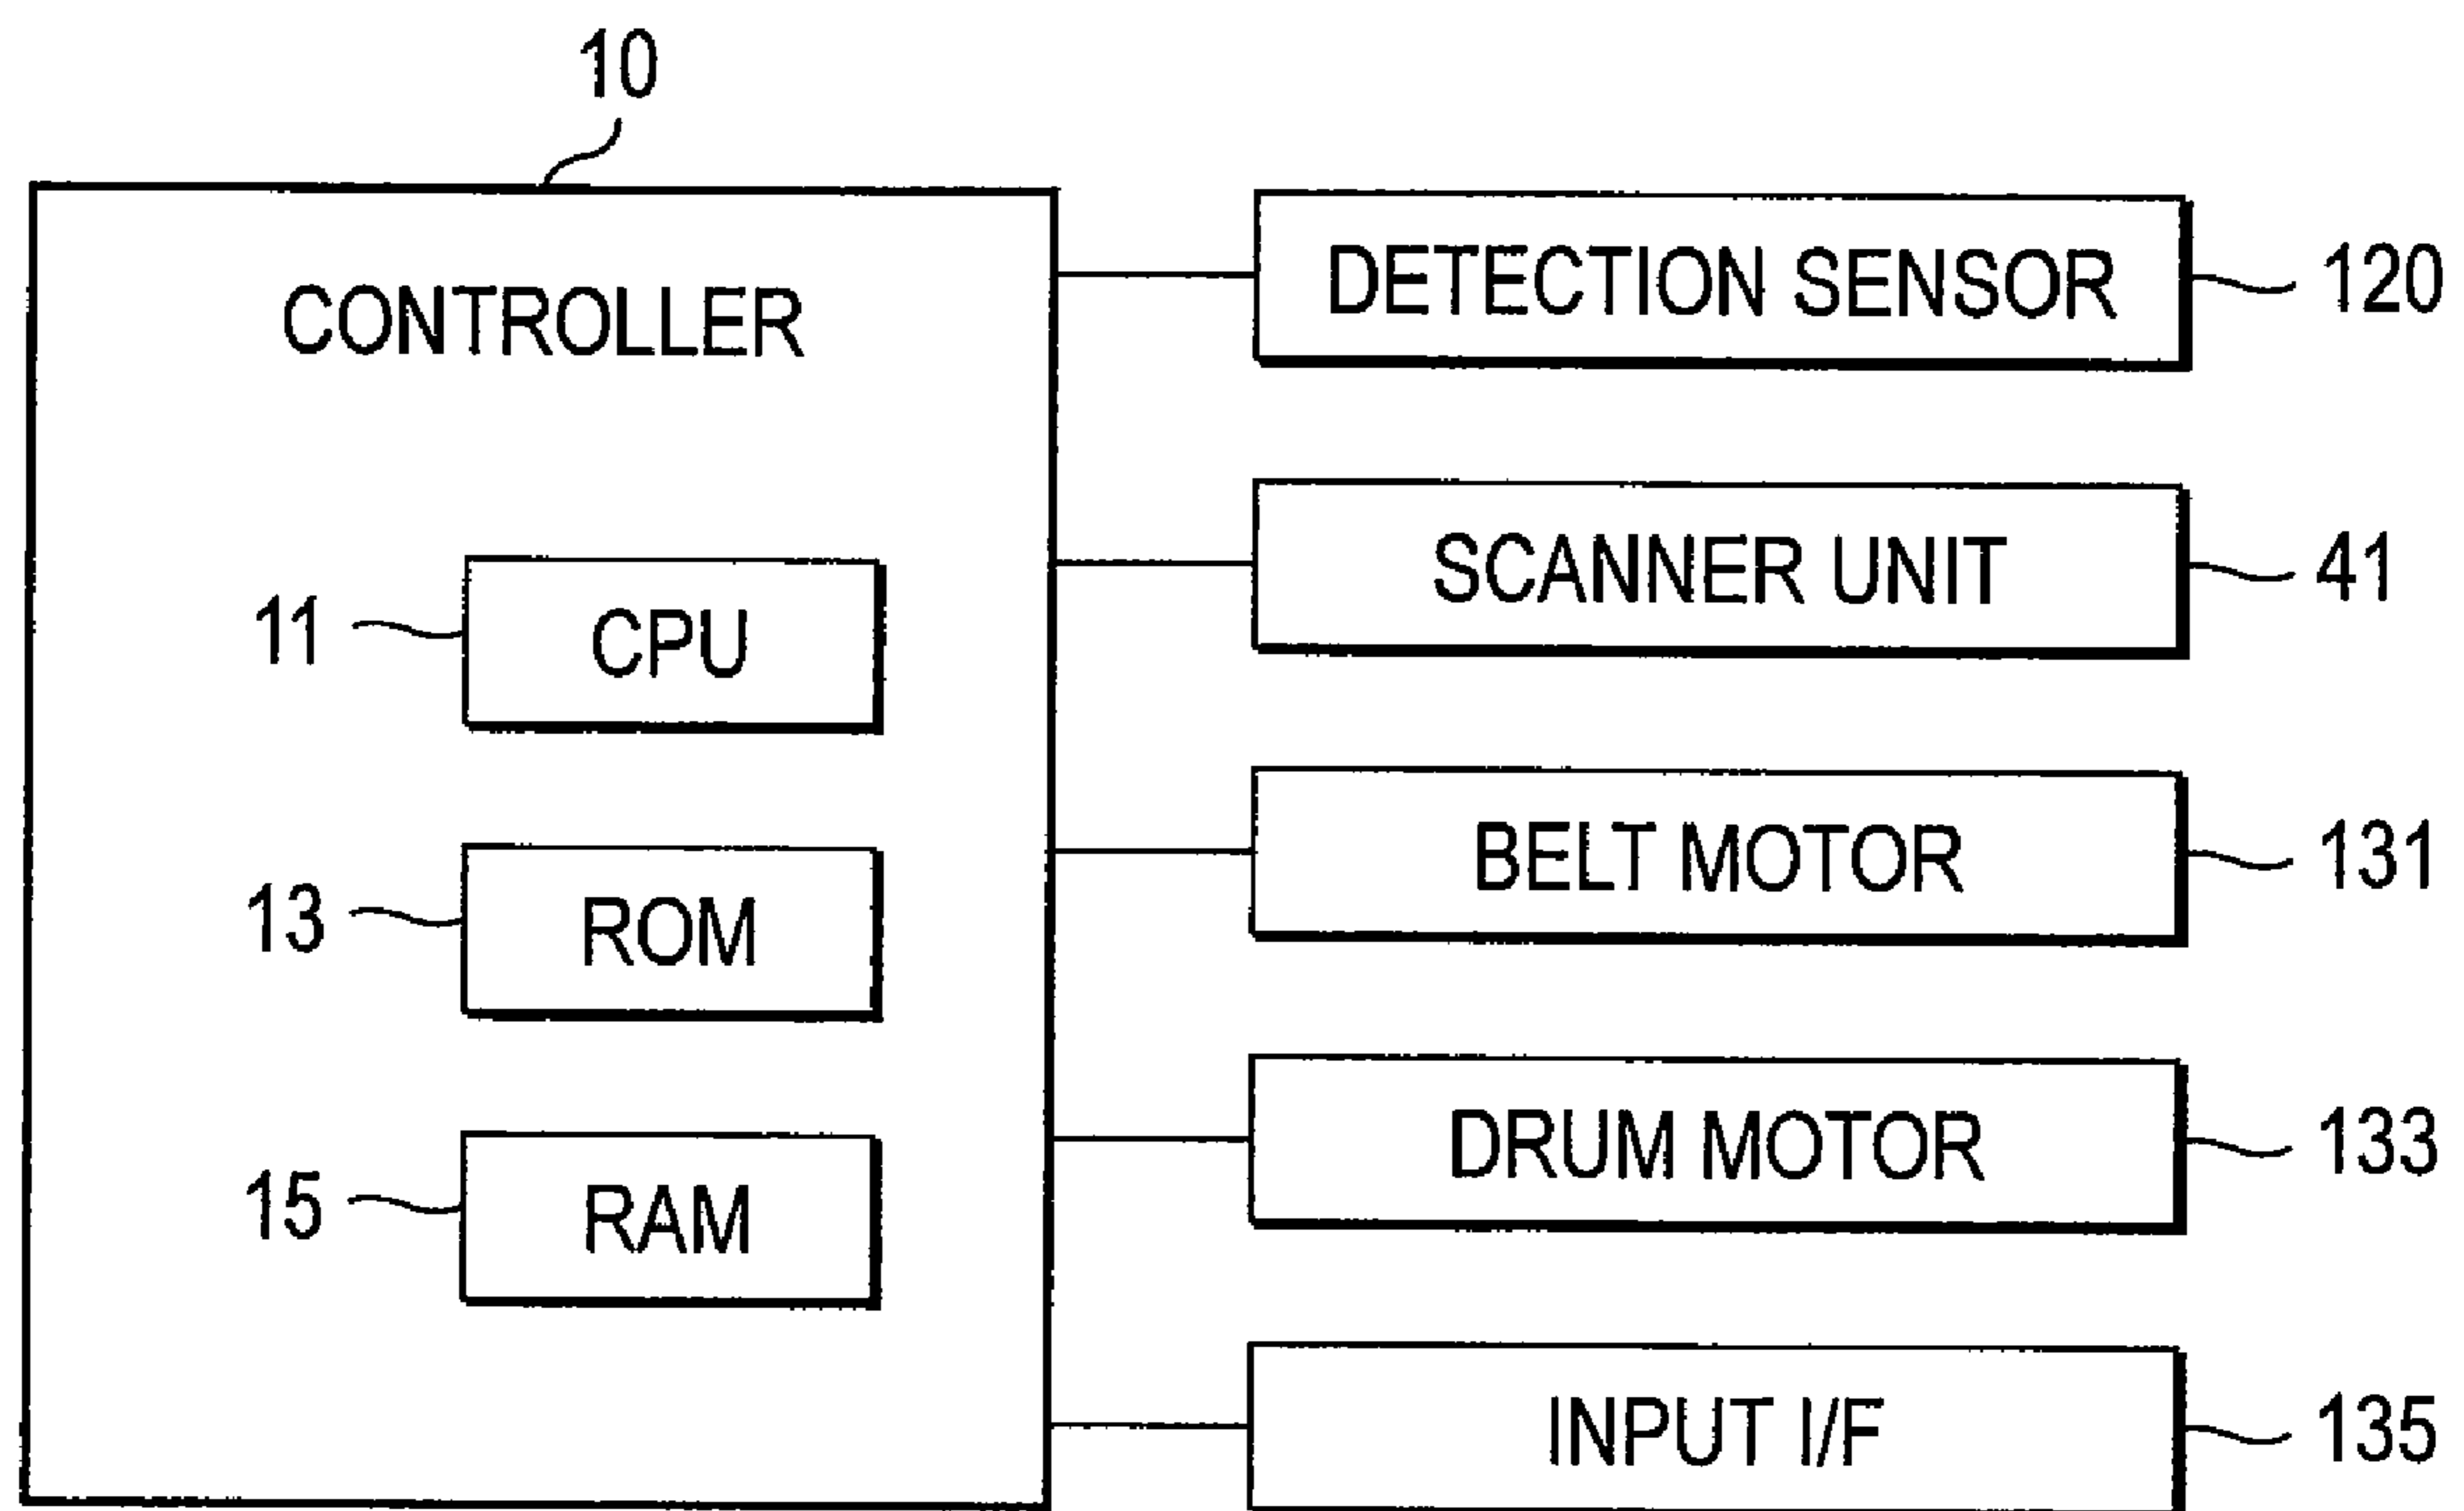 10
CONTROLLER
11
CPU
13
ROM
15
RAM
DETECTION SENSOR
120
SCANNER UNIT
41
BELT MOTOR
131
DRUM MOTOR
133
INPUT I/F
135